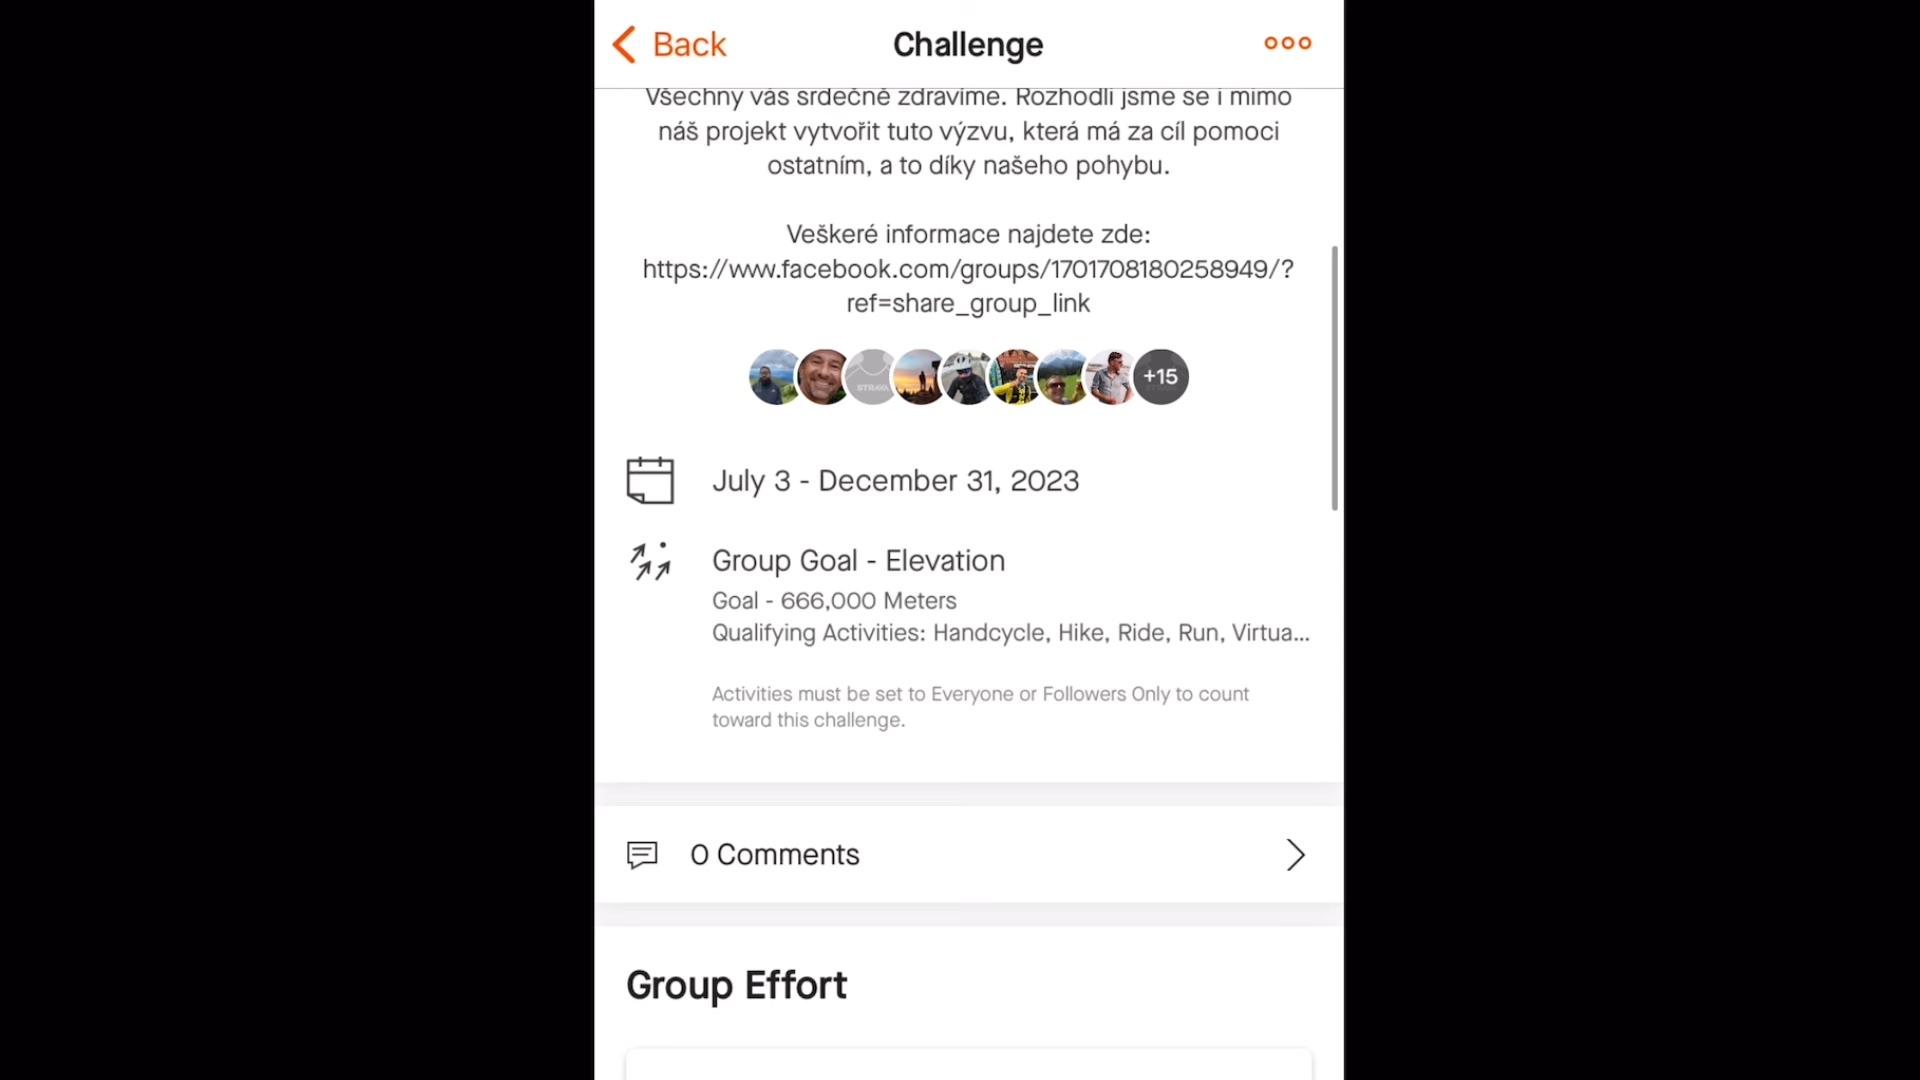 Back
Challenge
Všechny vás srdečně zdravíme. Rozhodli jsme se i mimo
náš projekt vytvořit tuto výzvu, která má za cíl pomoci
ostatním, a to díky našeho pohybu.
Veškeré informace najdete zde:
https://www.facebook.com/groups/1701708180258949/?
ref=share_group_link
STRAVA
+15
July 3 - December 31, 2023
Group Goal - Elevation
Goal - 666,000 Meters
Qualifying Activities: Handcycle, Hike, Ride, Run, Virtua...
Activities must be set to Everyone or Followers Only to count
toward this challenge.
0 Comments
Group Effort